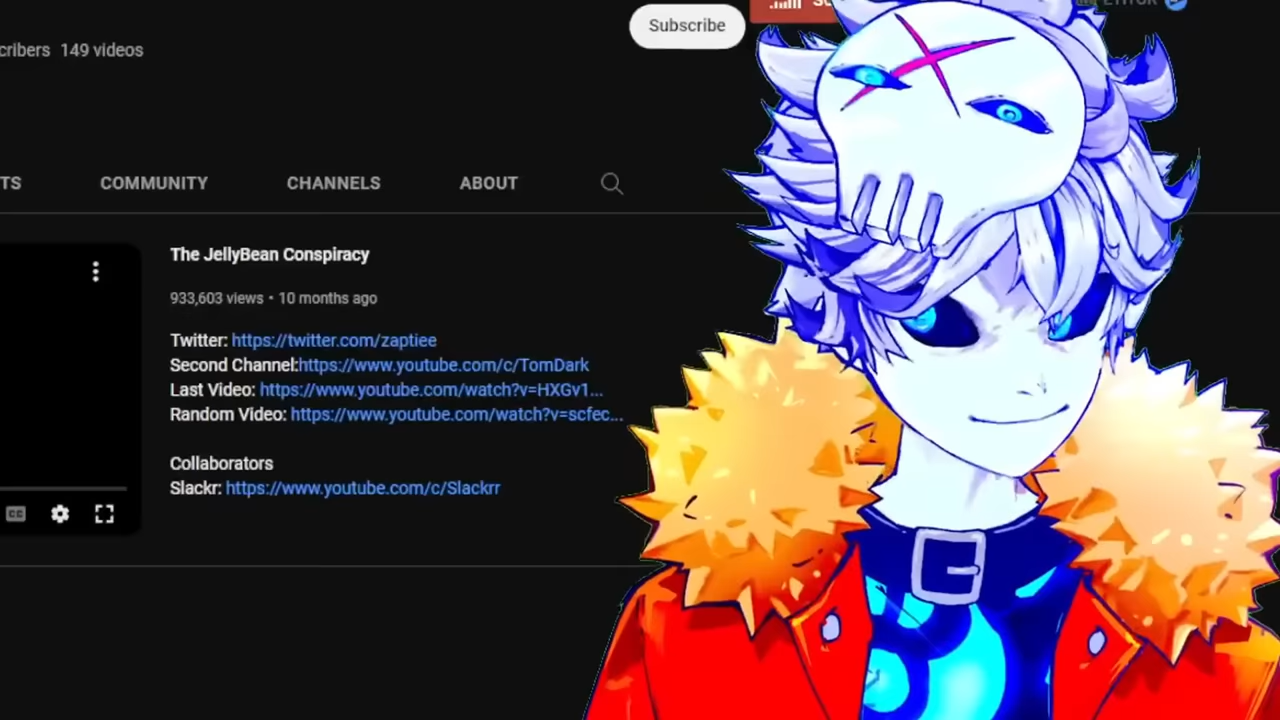 Subscribe
cribers 149 videos
TS COMMUNITY CHANNELS ABOUT
The JellyBean Conspiracy
933,603 views • 10 months ago
Twitter: https://twitter.com/zaptiee
Second Channel:https://www.youtube.com/c/TomDark
Last Video: https://www.youtube.com/watch?v=HXGv1...
Random Video: https://www.youtube.com/watch?v=scfec...
Collaborators
Slackr: https://www.youtube.com/c/Slackrr
CC